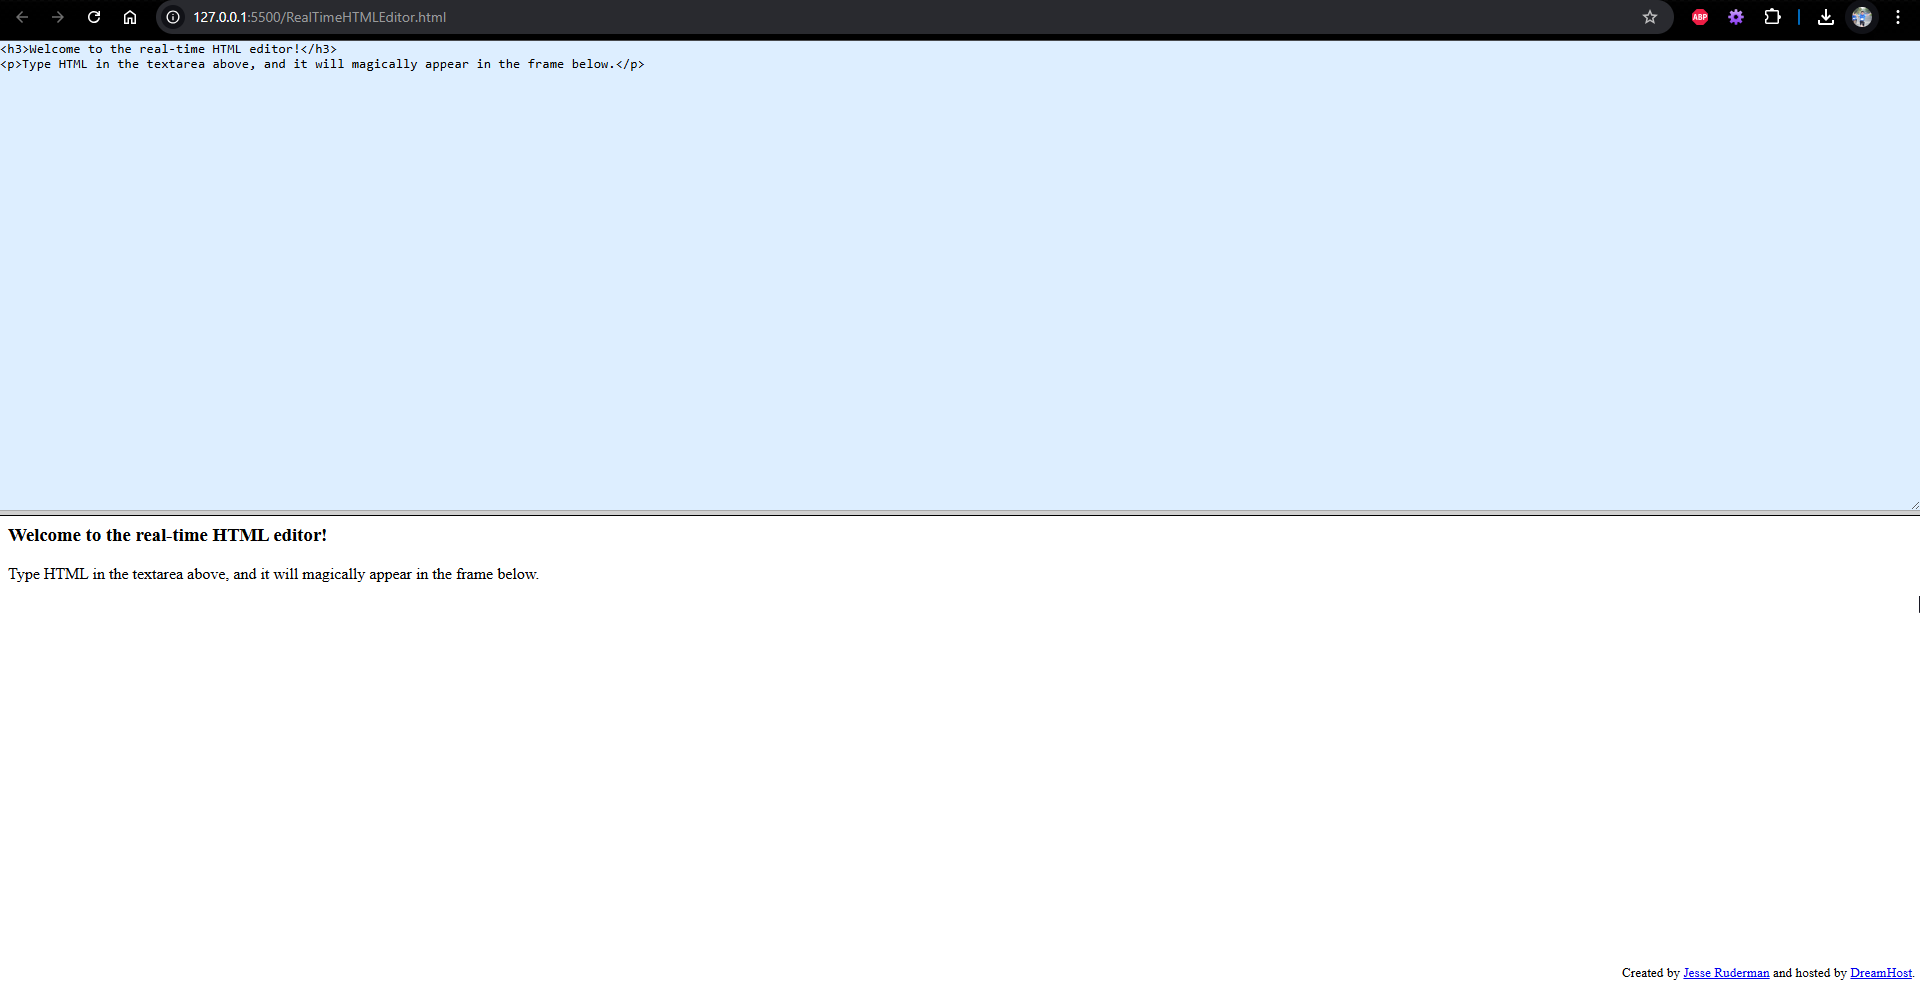 127.0.0.1:5500/RealTimeHTMLEditor.html
ABP
<h3>Welcome to the real-time HTML editor!</h3>
<p>Type HTML in the textarea above, and it will magically appear in the frame below.</p>
Welcome to the real-time HTML editor!
Type HTML in the textarea above, and it will magically appear in the frame below.
Created by Jesse Ruderman and hosted by DreamHost.